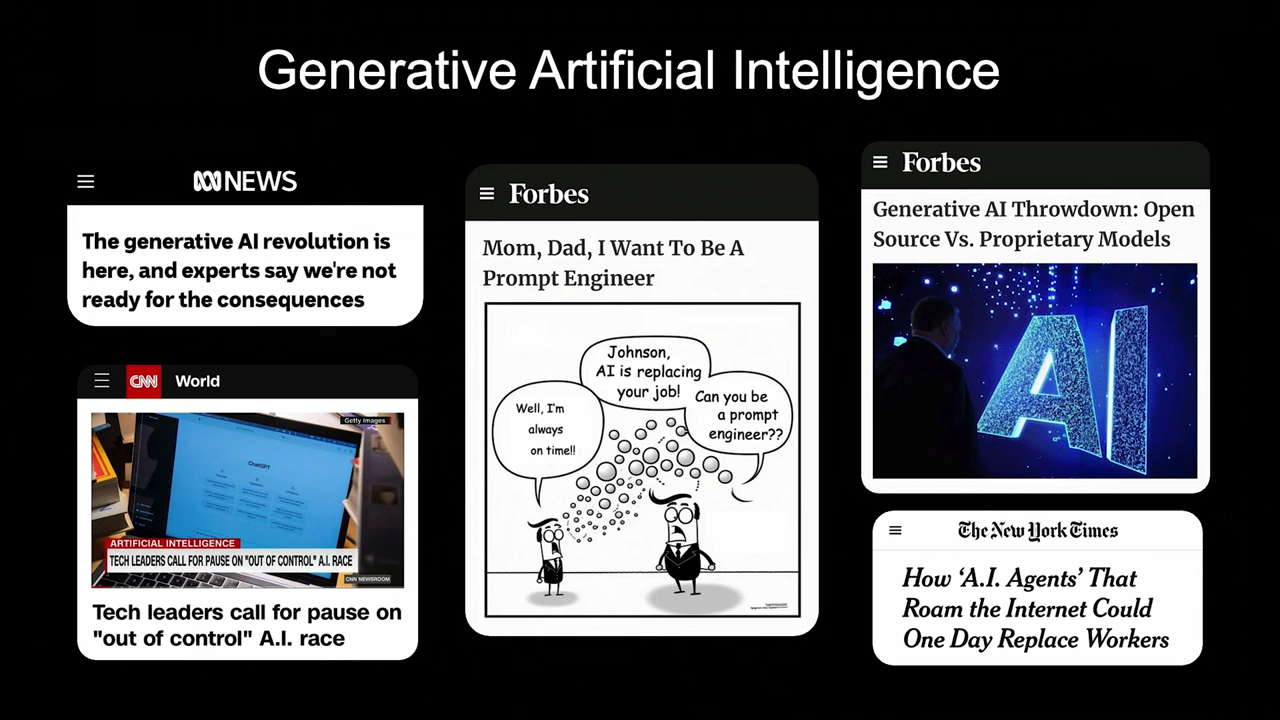 Generative Artificial Intelligence
NEWS
The generative AI revolution is
here, and experts say we're not
ready for the consequences
CNN World
Getty Images
ChatGPT
ARTIFICIAL INTELLIGENCE
TECH LEADERS CALL FOR PAUSE ON "OUT OF CONTROL" A.I. RACE
CNN NEWSROOM
Tech leaders call for pause on
"out of control" A.I. race
Forbes
Mom, Dad, I Want To Be A
Prompt Engineer
Johnson,
AI is replacing
your job!
Well, I'm
always
on time!!
Can you be
a prompt
engineer??
Forbes
Generative AI Throwdown: Open
Source Vs. Proprietary Models
AI
The New York Times
How ‘A.I. Agents’ That
Roam the Internet Could
One Day Replace Workers